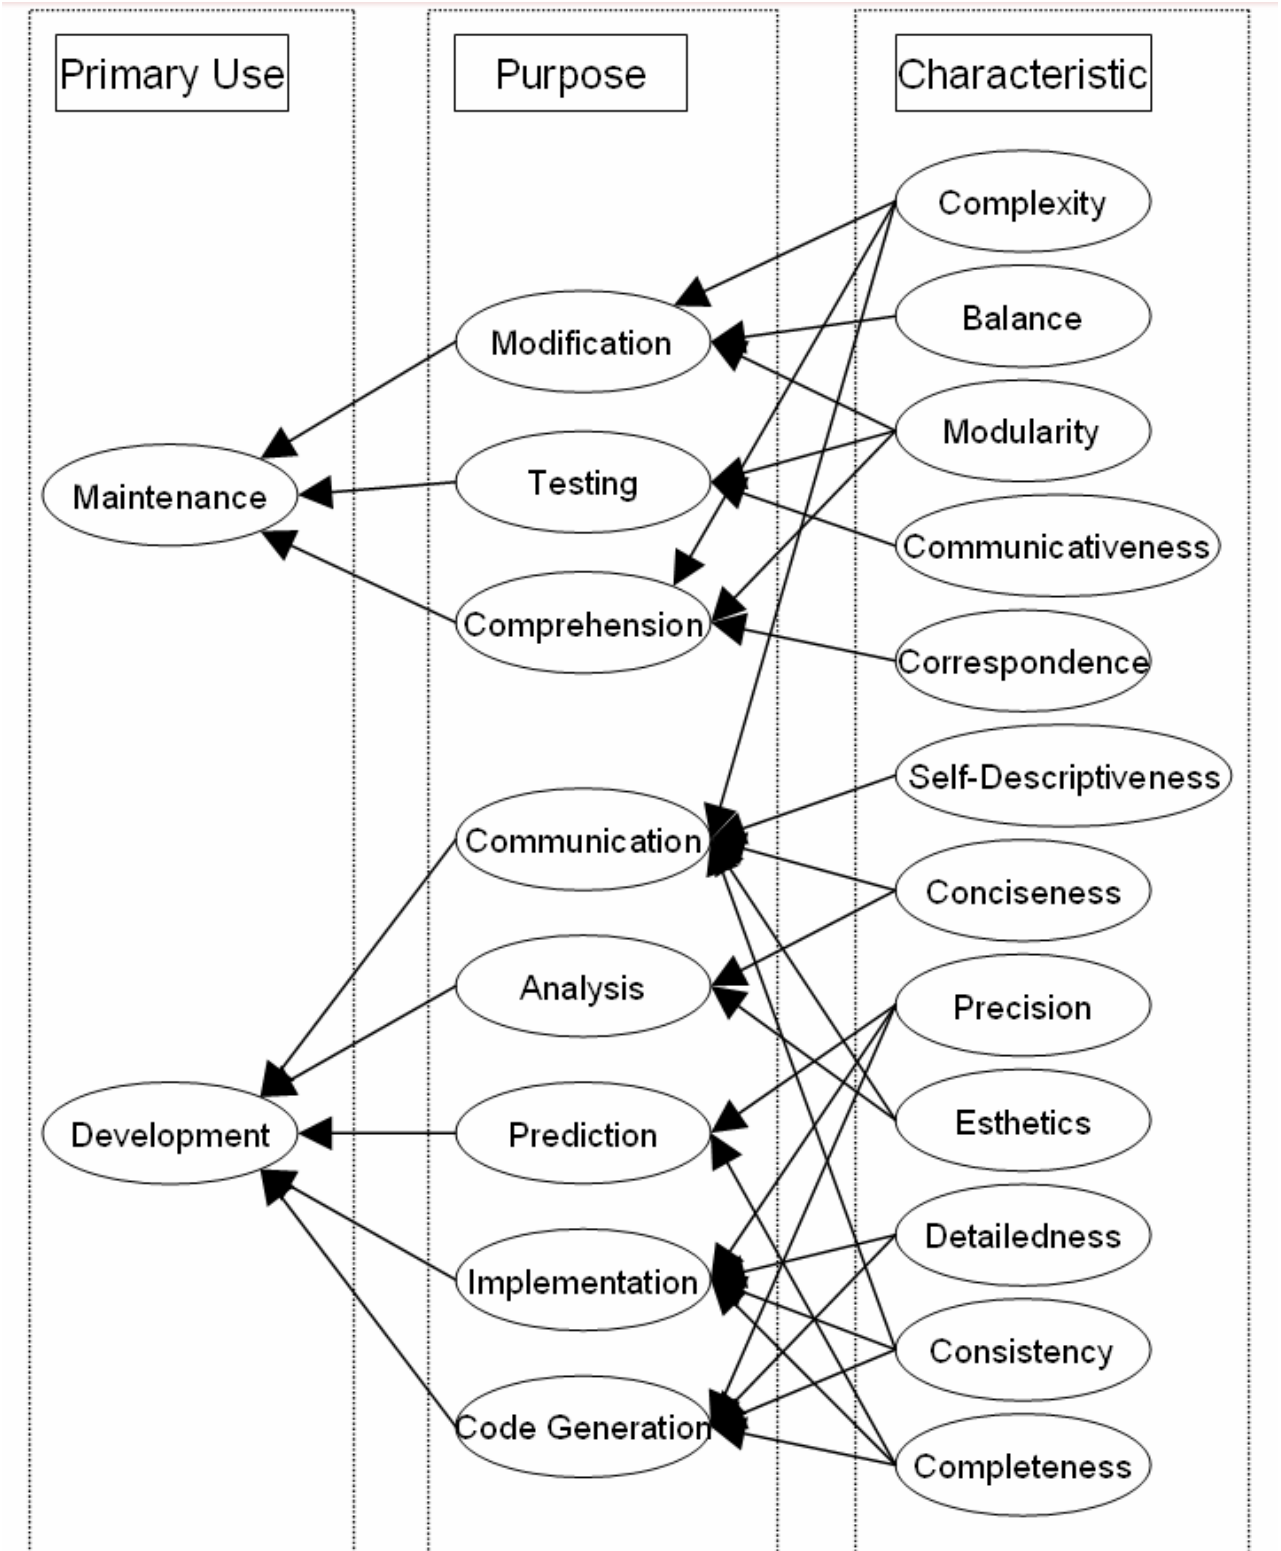 Primary Use
Purpose
Characteristic
Complexity
Balance
Modification
Modularity
Testing
Maintenance
Communicativeness
Comprehension
Correspondence
Self-Descriptiveness
Communication
Conciseness
Analysis
Precision
Esthetics
Development
Prediction
Detailedness
Implementation
Consistency
Code Generation
Completeness